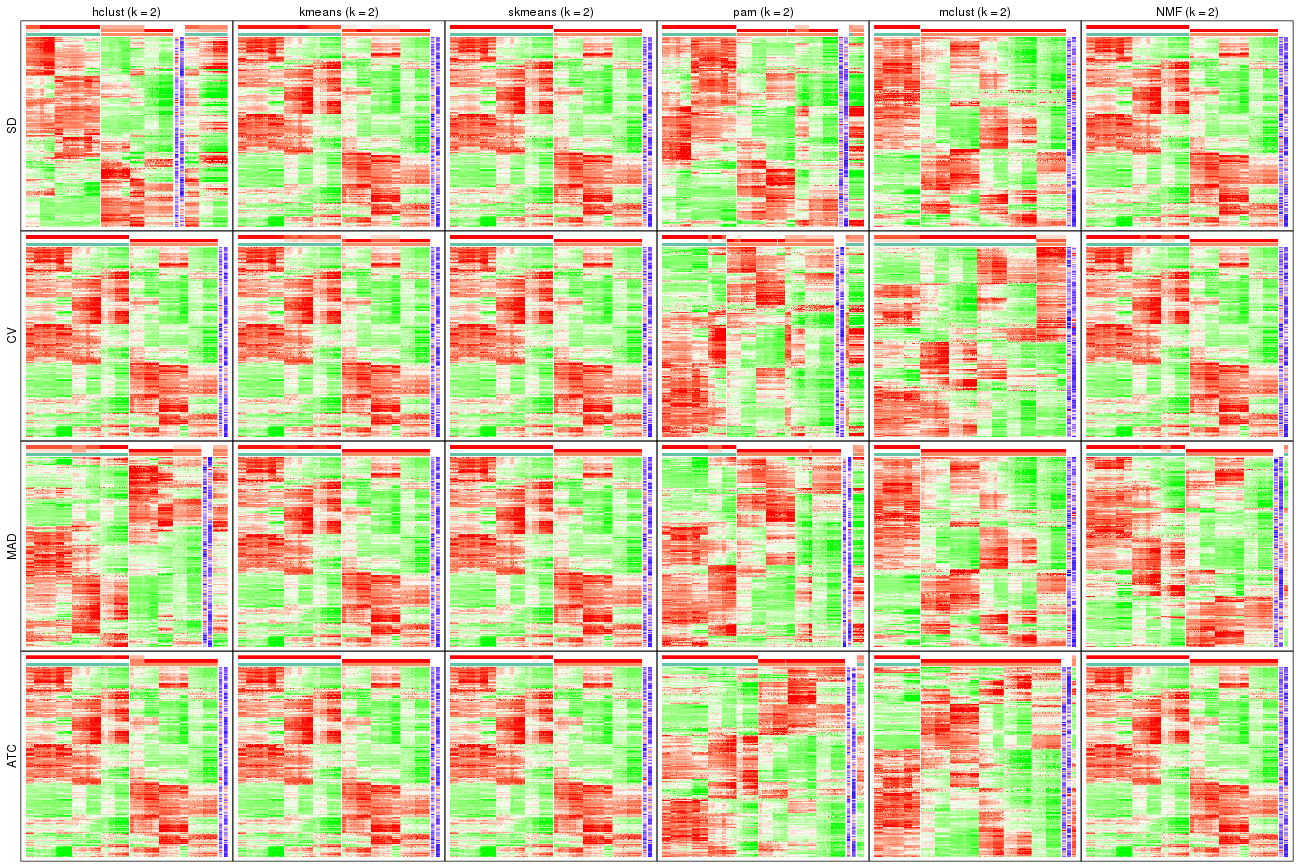 hclust (k = 2) kmeans (k = 2) skmeans (k = 2) pam (k = 2) mclust (k = 2) NMF (k = 2)
SD
CV
MAD
ATC